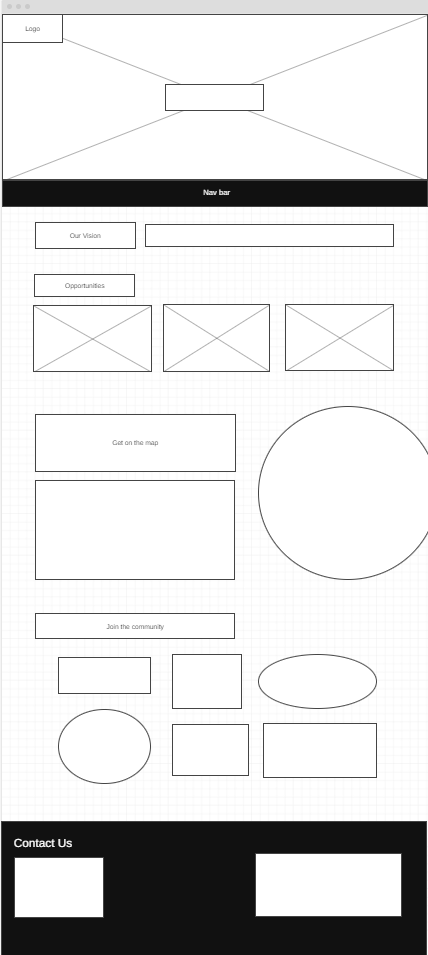 Logo
Nav bar
Our Vision
Opportunities
Get on the map
Join the community
Contact Us